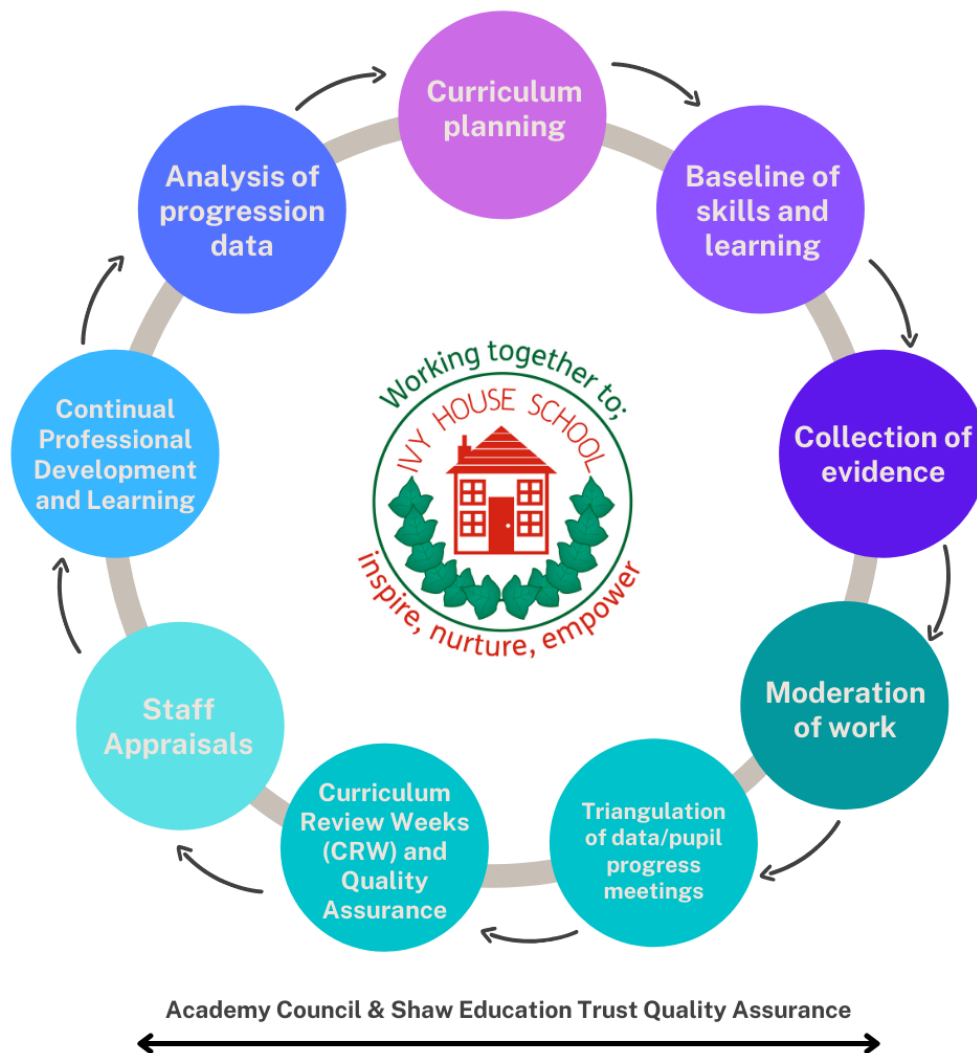 Curriculum
planning
Baseline of
skills and
learning
Collection of
evidence
Moderation
of work
Triangulation
of data/pupil
progress
meetings
Curriculum
Review Weeks
(CRW) and
Quality
Assurance
Staff
Appraisals
Continual
Professional
Development
and Learning
Analysis of
progression
data
Working together to;
IVY HOUSE SCHOOL
inspire, nurture, empower
Academy Council & Shaw Education Trust Quality Assurance